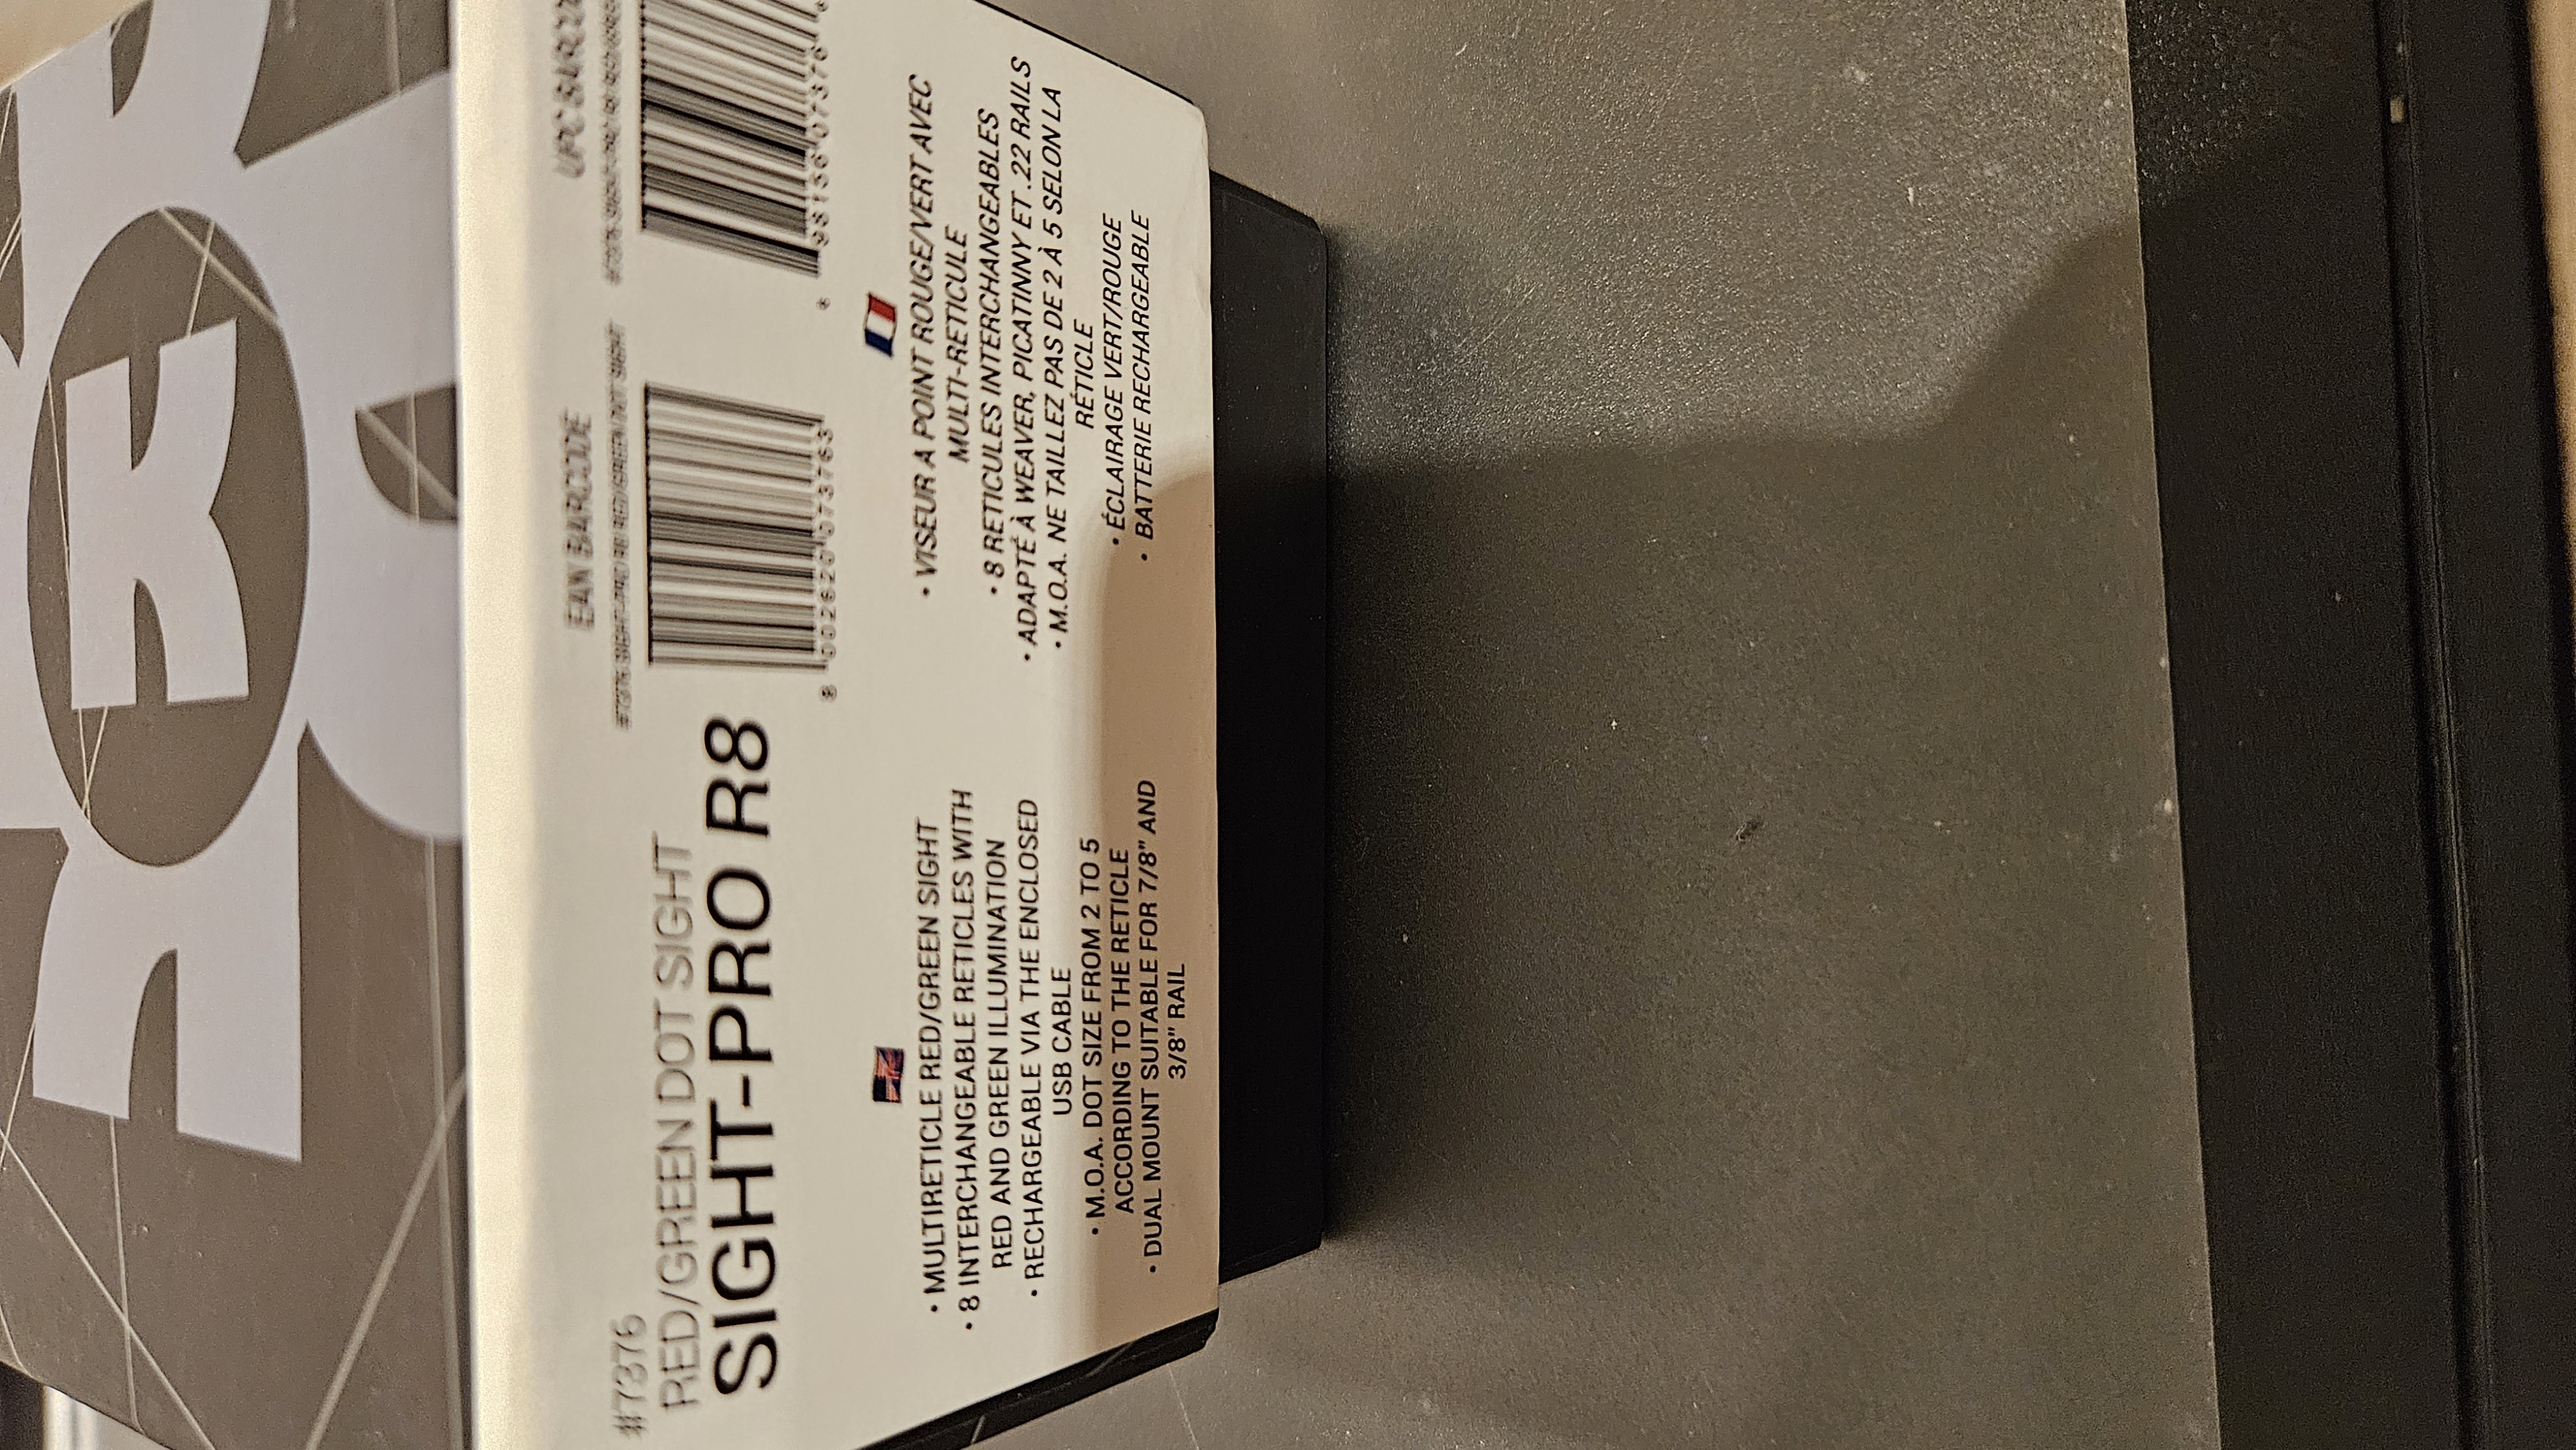 #7376
RED/GREEN DOT SIGHT
SIGHT-PRO R8
EAN BARCODE
8 002620 073763
UPC BARCODE
• MULTIRETICLE RED/GREEN SIGHT
• 8 INTERCHANGEABLE RETICLES WITH
RED AND GREEN ILLUMINATION
• RECHARGEABLE VIA THE ENCLOSED
USB CABLE
• M.O.A. DOT SIZE FROM 2 TO 5
ACCORDING TO THE RETICLE
• DUAL MOUNT SUITABLE FOR 7/8" AND
3/8" RAIL
• VISEUR A POINT ROUGE/VERT AVEC
MULTI-RETICULE
• 8 RETICULES INTERCHANGEABLES
• ADAPTÉ À WEAVER, PICATINNY ET .22 RAILS
• M.O.A. NE TAILLEZ PAS DE 2 À 5 SELON LA
RÉTICLE
• ÉCLAIRAGE VERT/ROUGE
• BATTERIE RECHARGEABLE